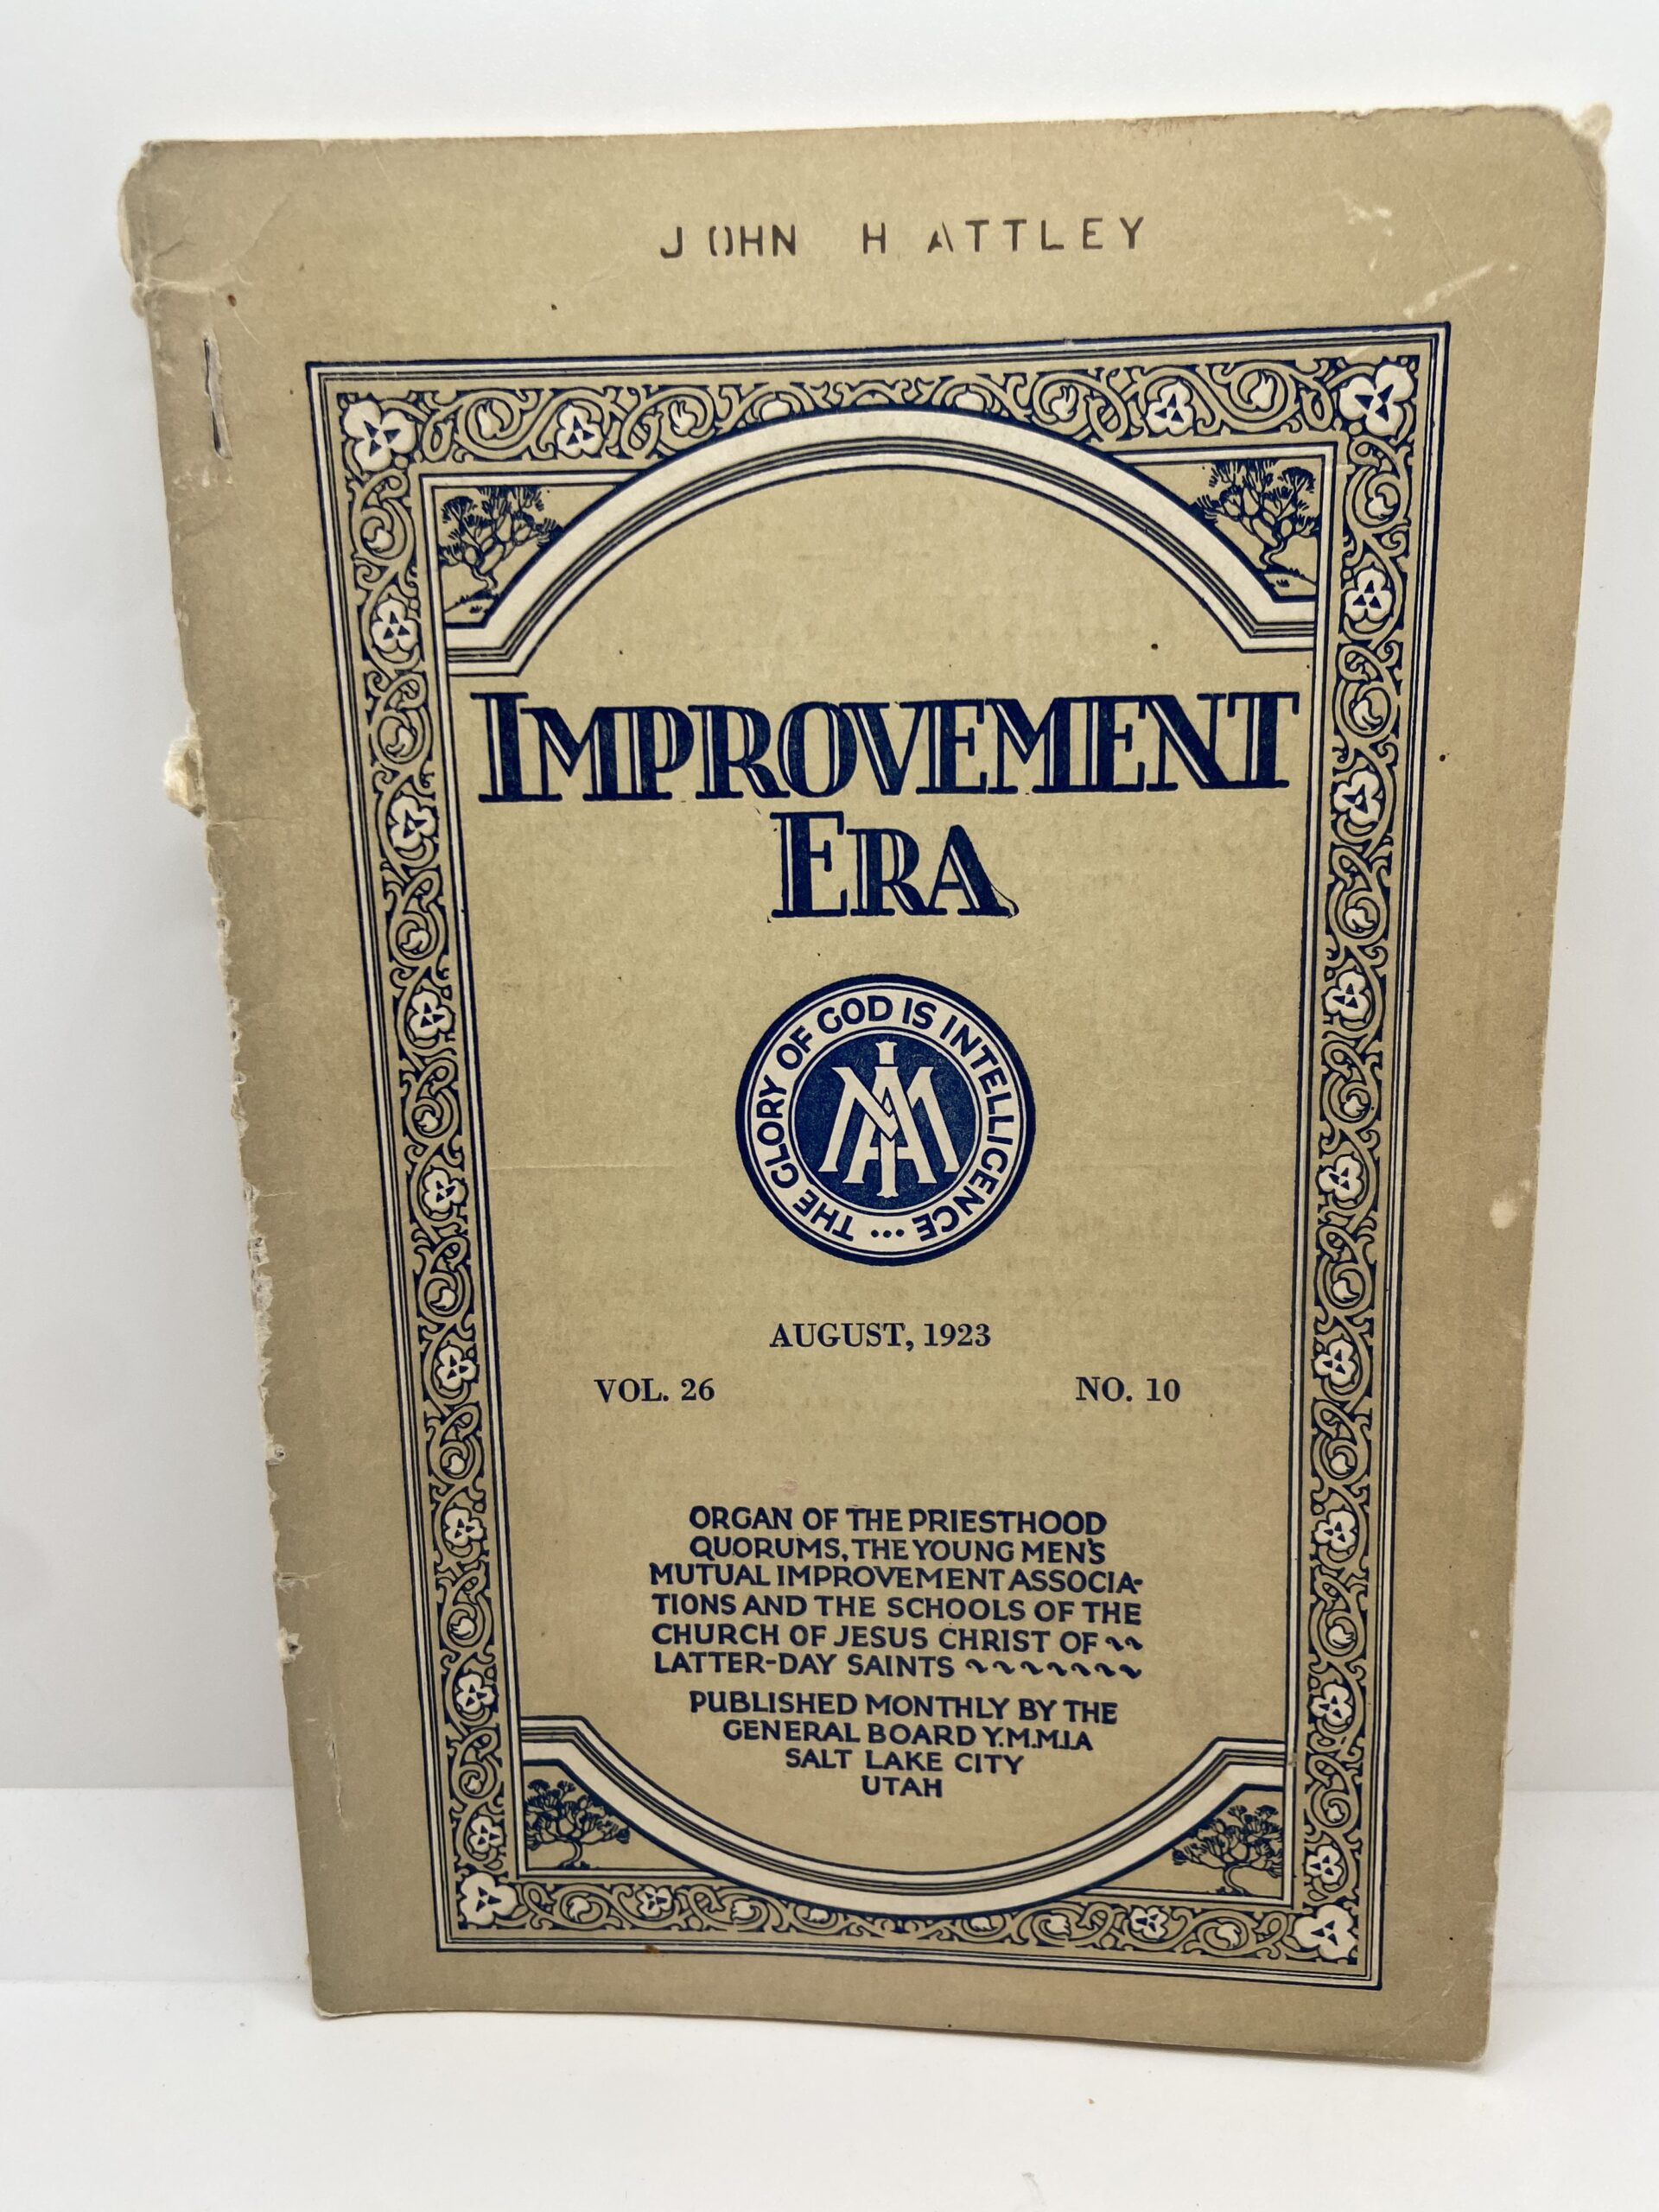 JOHN H ATTLEY
IMPROVEMENT
ERA
THE GLORY OF GOD IS INTELLIGENCE ...
MIA
AUGUST, 1923
VOL. 26 NO. 10
ORGAN OF THE PRIESTHOOD
QUORUMS, THE YOUNG MEN'S
MUTUAL IMPROVEMENT ASSOCIA-
TIONS AND THE SCHOOLS OF THE
CHURCH OF JESUS CHRIST OF
LATTER-DAY SAINTS
PUBLISHED MONTHLY BY THE
GENERAL BOARD Y.M.M.I.A
SALT LAKE CITY
UTAH